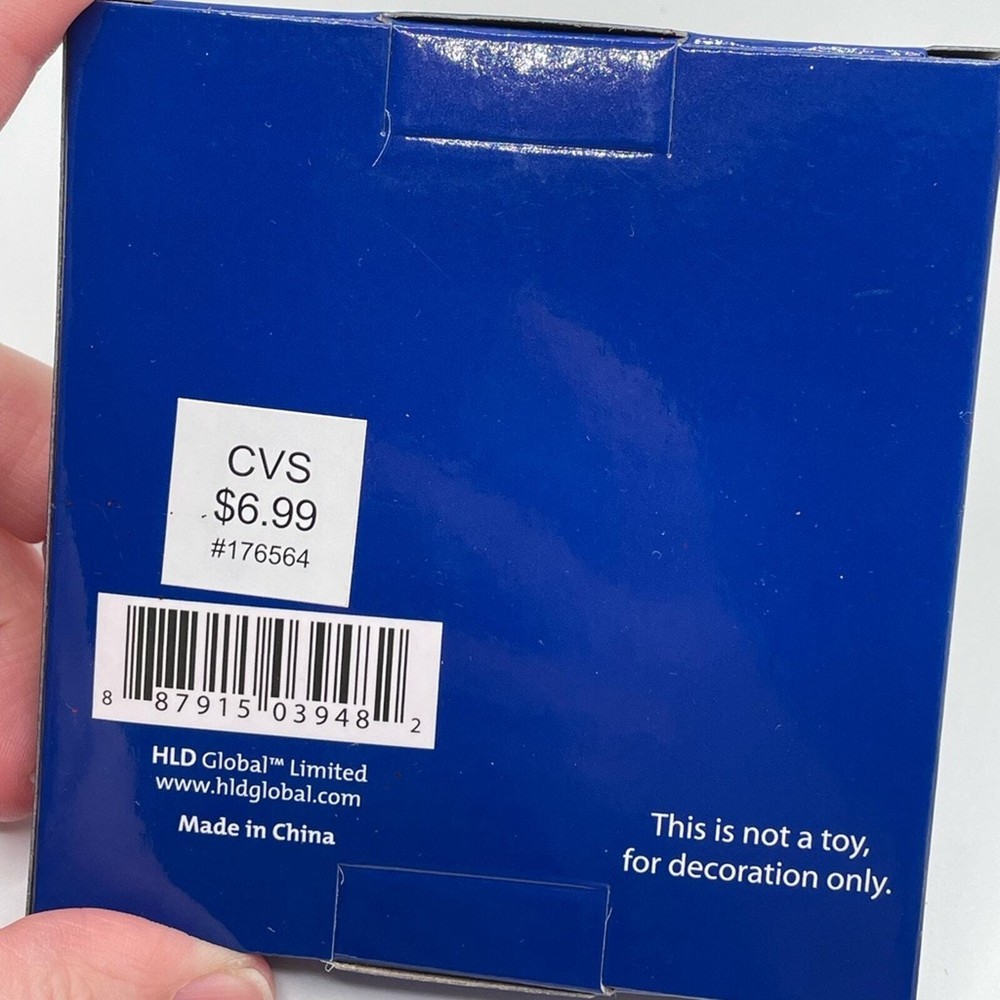 CVS
$6.99
#176564
8 87915 03948 2
HLD Global™ Limited
www.hldglobal.com
Made in China
This is not a toy,
for decoration only.